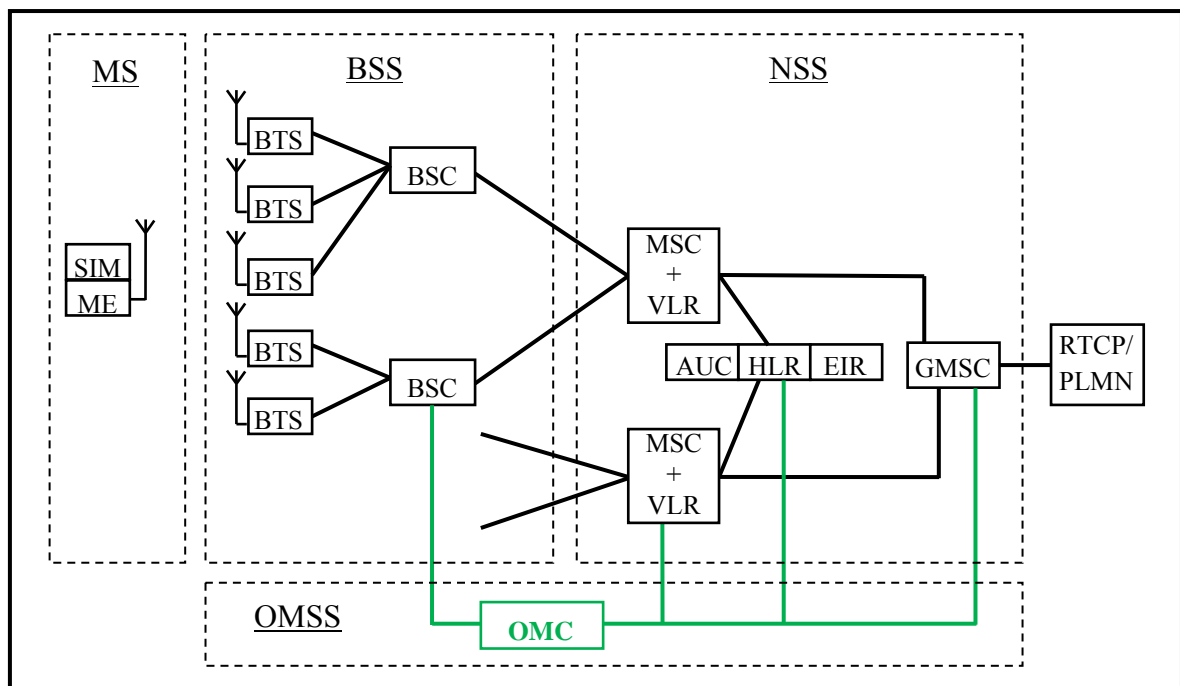 MS
BSS
NSS
BTS
BTS
BTS
BTS
BTS
BSC
BSC
SIM
ME
MSC
+
VLR
AUC HLR EIR
MSC
+
VLR
GMSC
RTCP/
PLMN
OMSS
OMC